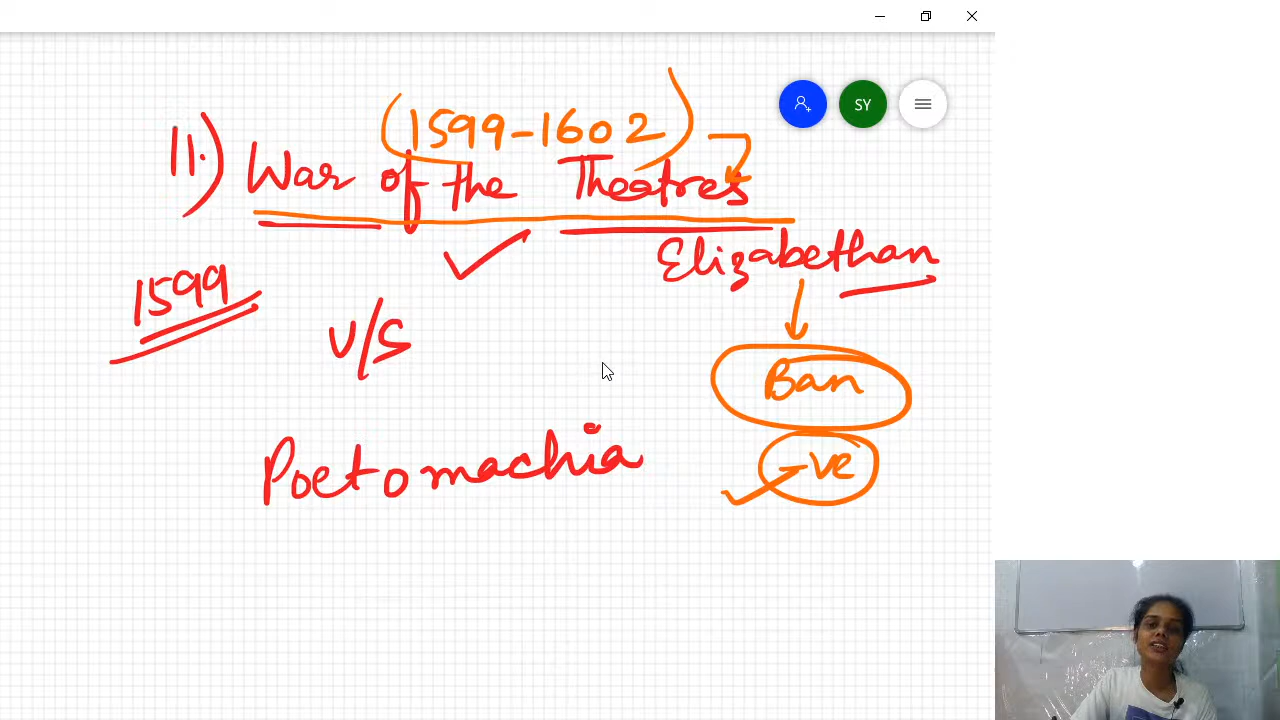 (1599-1602)
11.) War of the Theatres
Elizabethan
1599
V/S
Ban
-ve
Poetomachia
SY